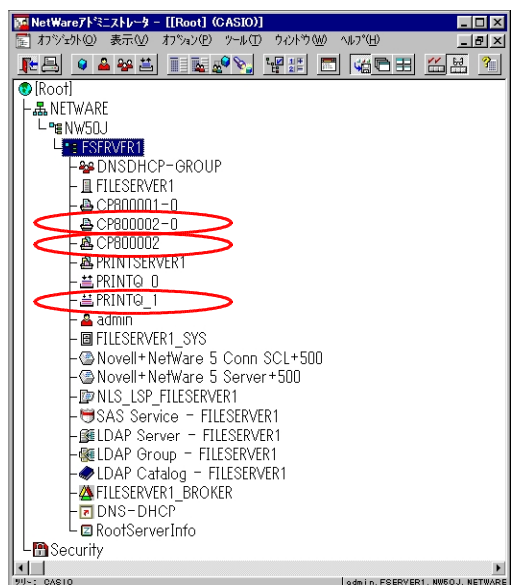 NetWareｱﾄﾞﾐﾆｽﾄﾚｰﾀ - [[Root] (CASIO)]
ｵﾌﾞｼﾞｪｸﾄ(O) 表示(V) ｵﾌﾟｼｮﾝ(P) ﾂｰﾙ(T) ｳｨﾝﾄﾞｳ(W) ﾍﾙﾌﾟ(H)
[Root]
NETWARE
NW50J
FSERVER1
DNSDHCP-GROUP
FILESERVER1
CP800001-0
CP800002-0
CP800002
PRINTSERVER1
PRINTQ_0
PRINTQ_1
admin
FILESERVER1_SYS
Novell+NetWare 5 Conn SCL+500
Novell+NetWare 5 Server+500
NLS_LSP_FILESERVER1
SAS Service - FILESERVER1
LDAP Server - FILESERVER1
LDAP Group - FILESERVER1
LDAP Catalog - FILESERVER1
FILESERVER1_BROKER
DNS-DHCP
RootServerInfo
Security
ﾂﾘｰ: CASIO admin.FSERVER1.NW50J.NETWARE